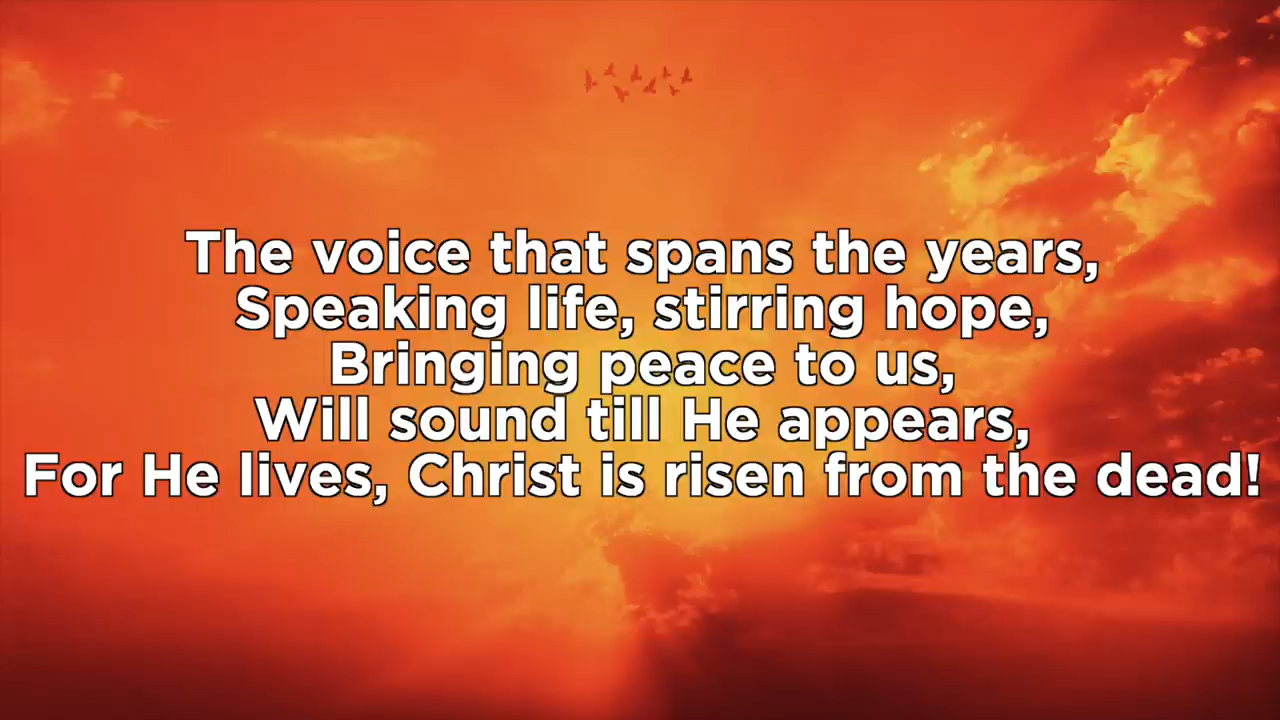 The voice that spans the years,
Speaking life, stirring hope,
Bringing peace to us,
Will sound till He appears,
For He lives, Christ is risen from the dead!